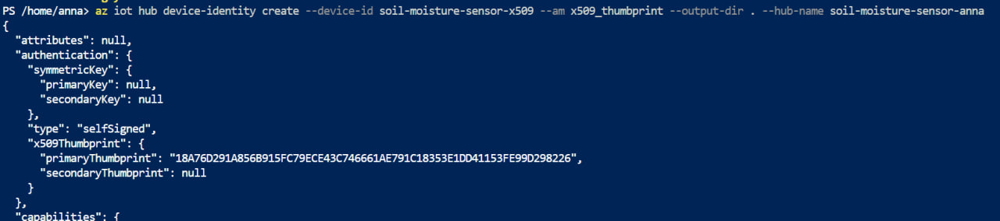 PS /home/anna> az iot hub device-identity create --device-id soil-moisture-sensor-x509 --am x509_thumbprint --output-dir . --hub-name soil-moisture-sensor-anna
{
  "attributes": null,
  "authentication": {
    "symmetricKey": {
      "primaryKey": null,
      "secondaryKey": null
    },
    "type": "selfSigned",
    "x509Thumbprint": {
      "primaryThumbprint": "18A76D291A856B915FC79ECE43C746661AE791C18353E1DD41153FE99D298226",
      "secondaryThumbprint": null
    }
  },
  "capabilities": {